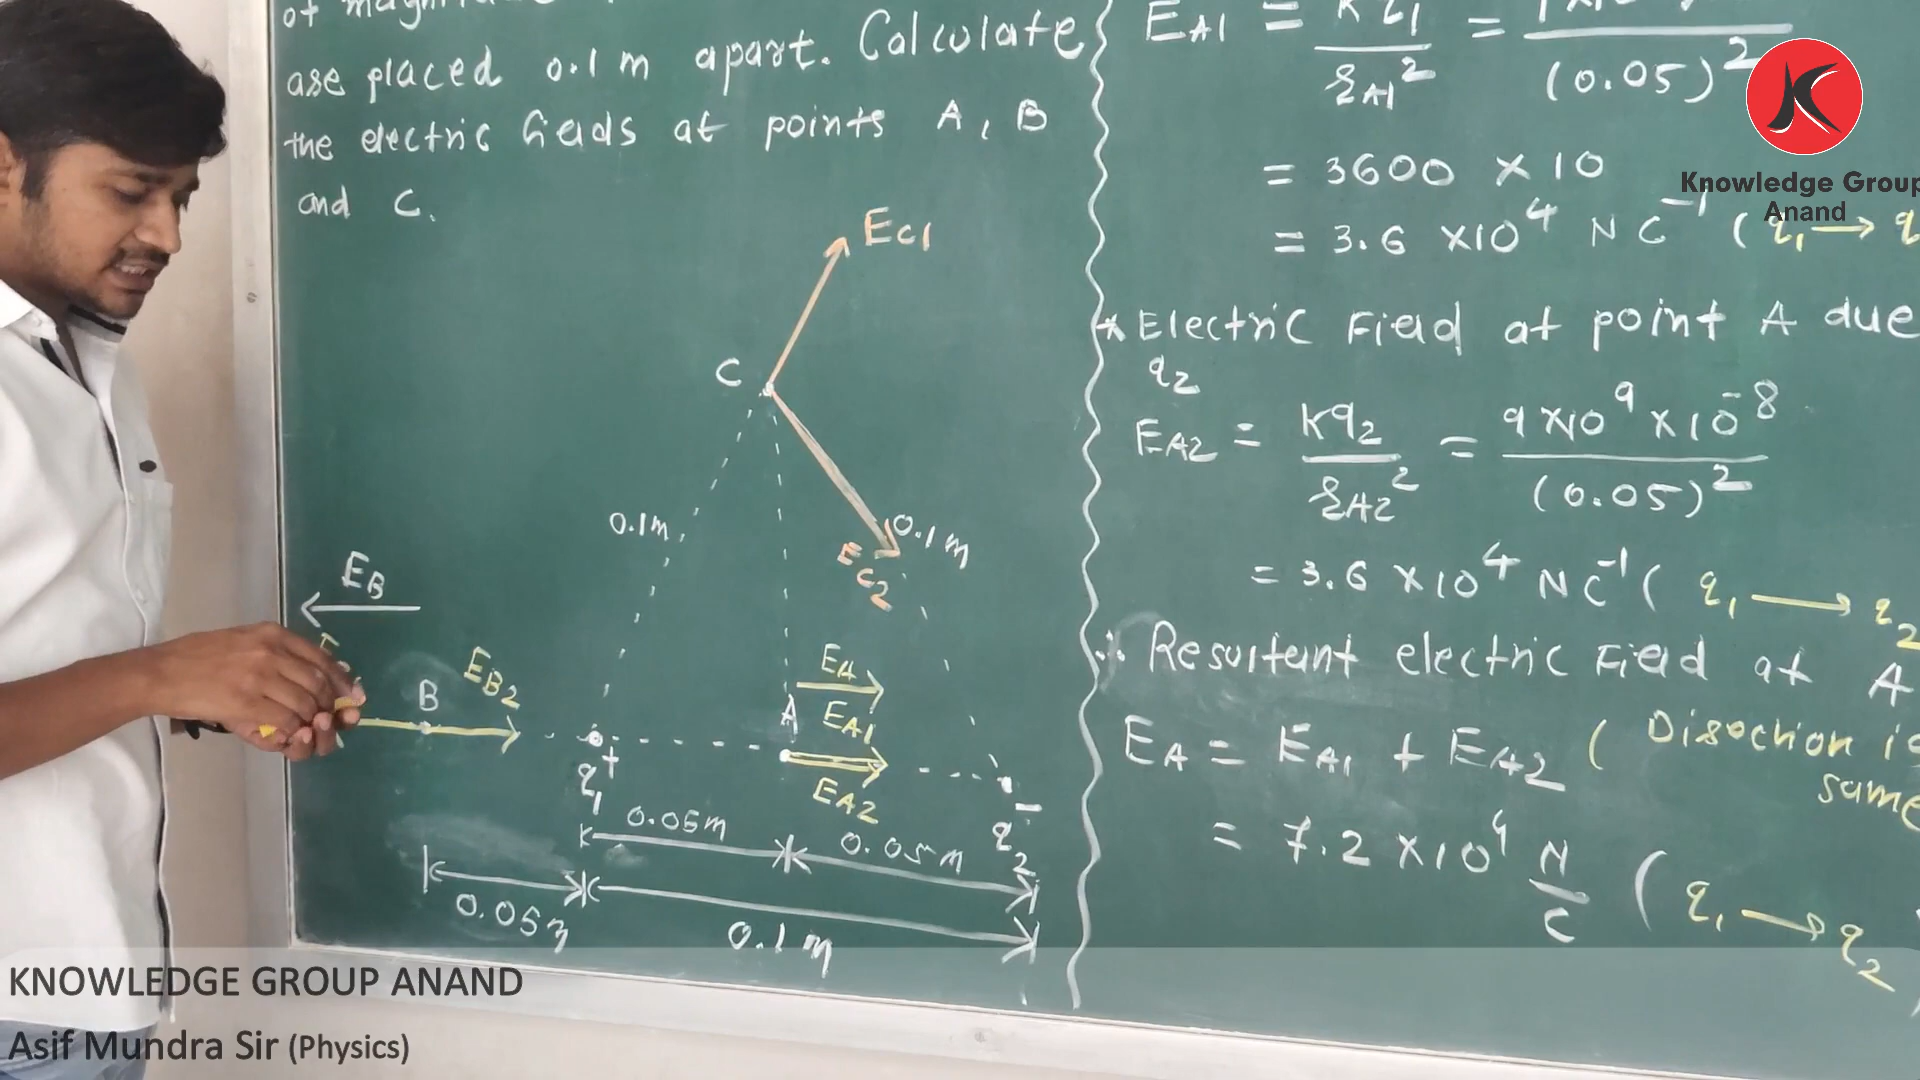 of
are placed 0.1 m apart. Calculate
the electric fields at points A, B
and C.
EC1
C
0.1m
0.1m
EC2
EB
EB2
B
EA
A
EA1
EA2
q1+
q2-
0.05m
0.05m
0.05m
0.1m
EA1 = Kq1 / rA1² = / (0.05)²
= 3600 × 10
= 3.6 × 10⁴ N C⁻¹ (q1 → q
* Electric Field at point A due
q2
EA2 = Kq2 / rA2² = 9×10⁹ × 10⁻⁸ / (0.05)²
= 3.6 × 10⁴ N C⁻¹ ( q1 → q2
∴ Resultant electric Field at A
EA = EA1 + EA2 ( Direction is
same
= 7.2 × 10⁴ N/C ( q1 → q2
K
Knowledge Group
Anand
KNOWLEDGE GROUP ANAND
Asif Mundra Sir (Physics)